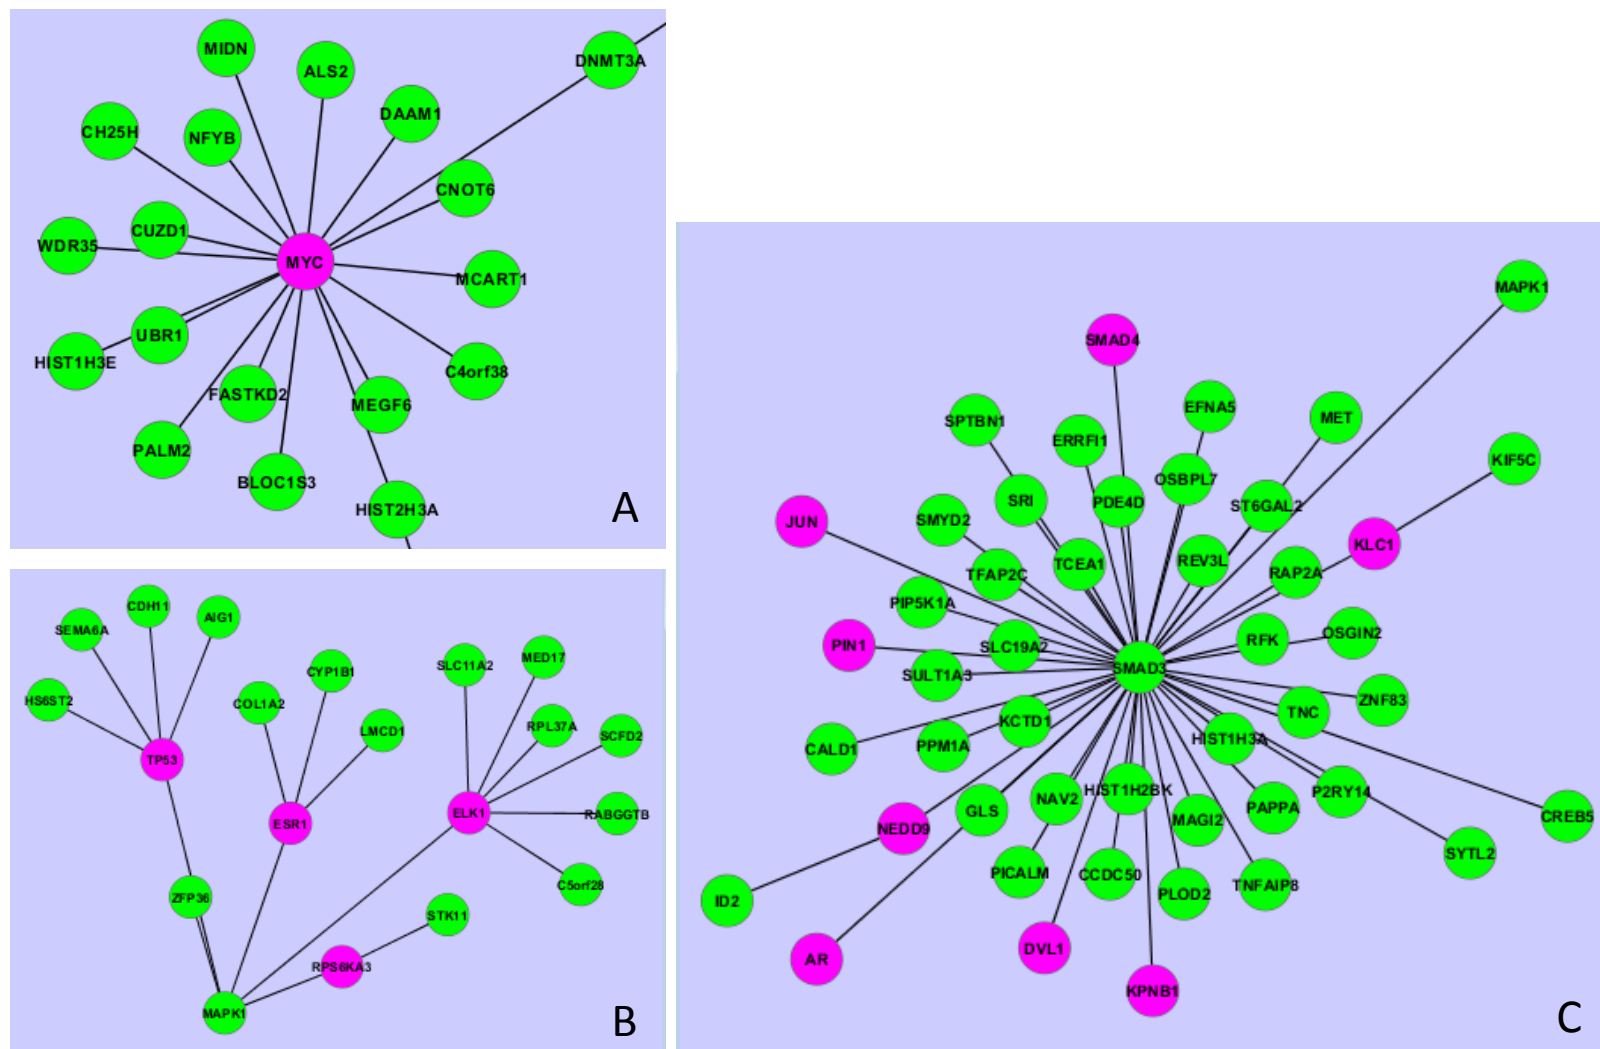 MIDN
ALS2
DNMT3A
DAAM1
CH25H
NFYB
CNOT6
CUZD1
WDR35
MYC
MCART1
UBR1
HIST1H3E
C4orf38
FASTKD2
MEGF6
PALM2
BLOC1S3
HIST2H3A
A
CDH11
AIG1
SEMA6A
HS6ST2
CYP1B1
COL1A2
LMCD1
SLC11A2
MED17
RPL37A
SCFD2
TP53
ESR1
ELK1
RABGGTB
C5orf28
ZFP36
STK11
RPS6KA3
MAPK1
B
MAPK1
SMAD4
EFNA5
MET
SPTBN1
ERRFI1
KIF5C
OSBPL7
SRI
PDE4D
ST6GAL2
JUN
SMYD2
KLC1
TCEA1
REV3L
TFAP2C
RAP2A
PIP5K1A
OSGIN2
RFK
PIN1
SLC19A2
SMAD3
SULT1A3
ZNF83
TNC
KCTD1
HIST1H3A
CALD1
PPM1A
HIST1H2BK
P2RY14
NAV2
GLS
PAPPA
CREB5
MAGI2
NEDD9
SYTL2
PICALM
CCDC50
TNFAIP8
PLOD2
ID2
DVL1
AR
KPNB1
C